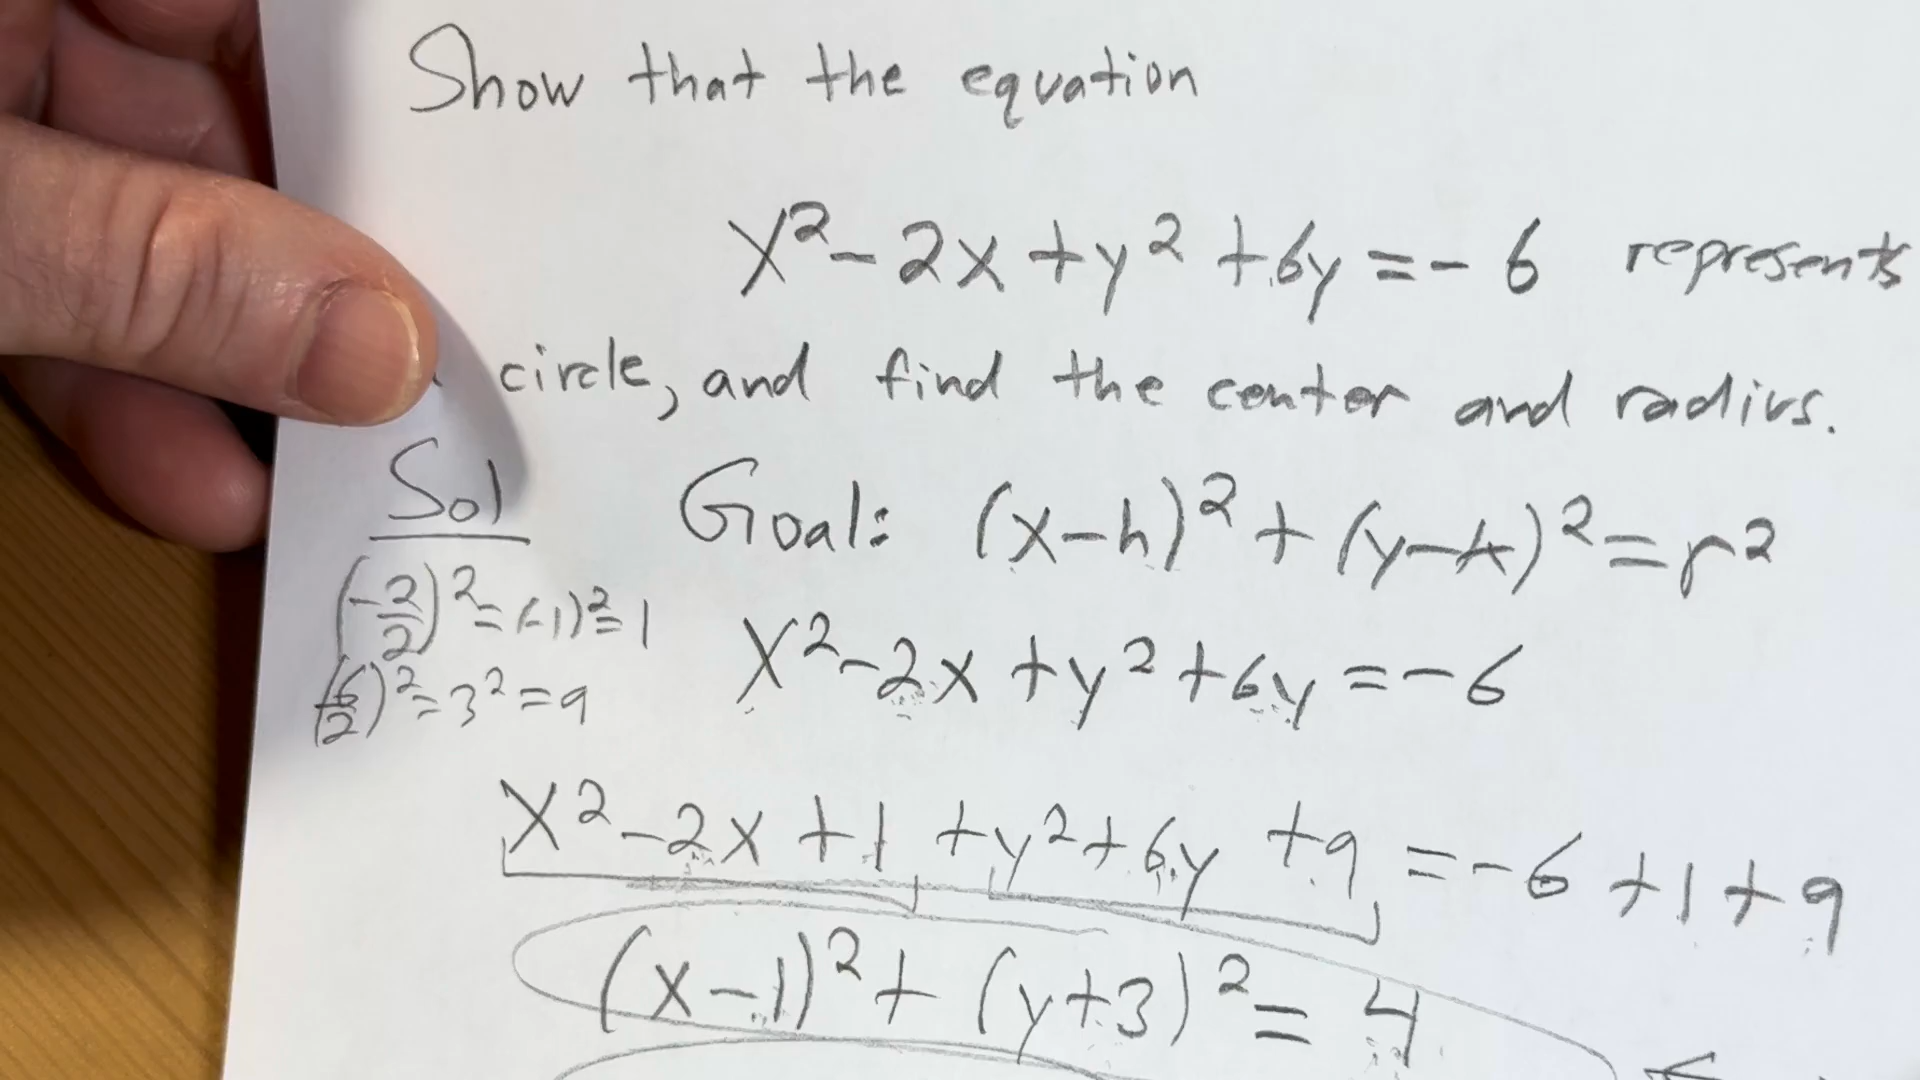 Show that the equation
x² - 2x + y² + 6y = -6 represents
circle, and find the center and radius.
Sol Goal: (x-h)² + (y-k)² = r²
(-2/2)² = (-1)² = 1
x² - 2x + y² + 6y = -6
(6/2)² = 3² = 9
x² - 2x + 1 + y² + 6y + 9 = -6 + 1 + 9
(x-1)² + (y+3)² = 4